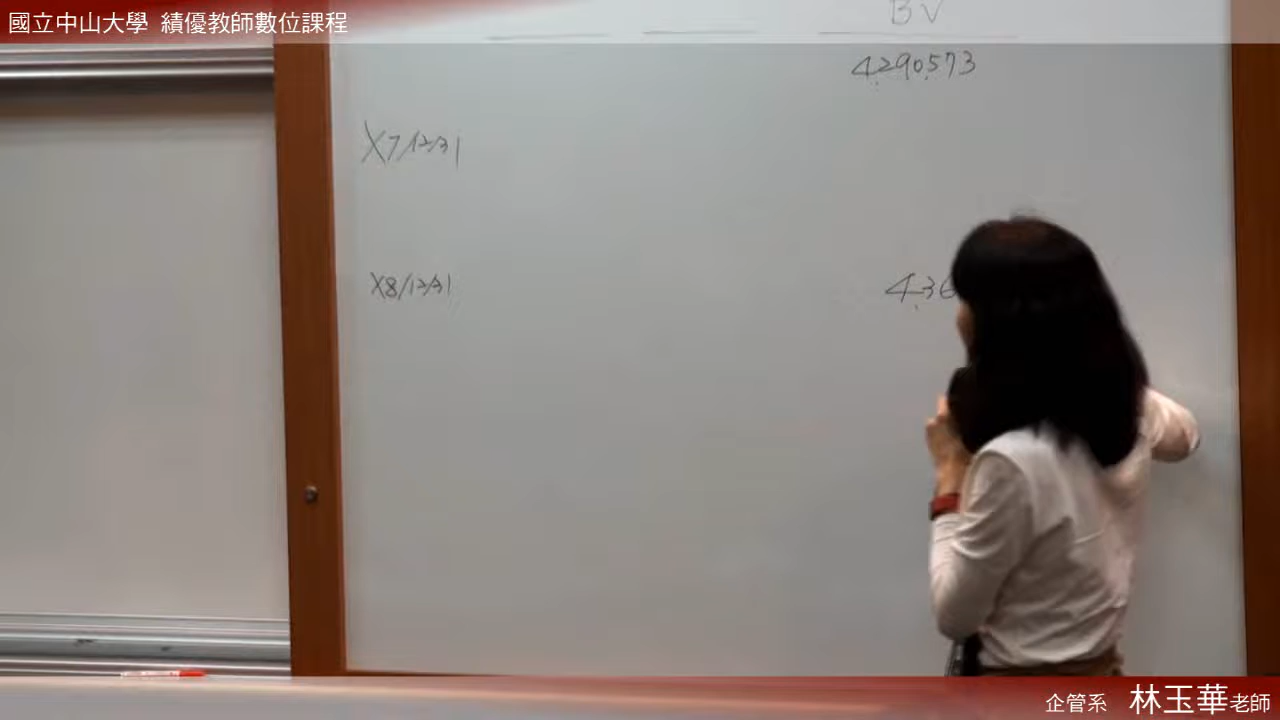 國立中山大學 績優教師數位課程
BV
4290573
X7/12/31
X8/12/31
企管系 林玉華老師